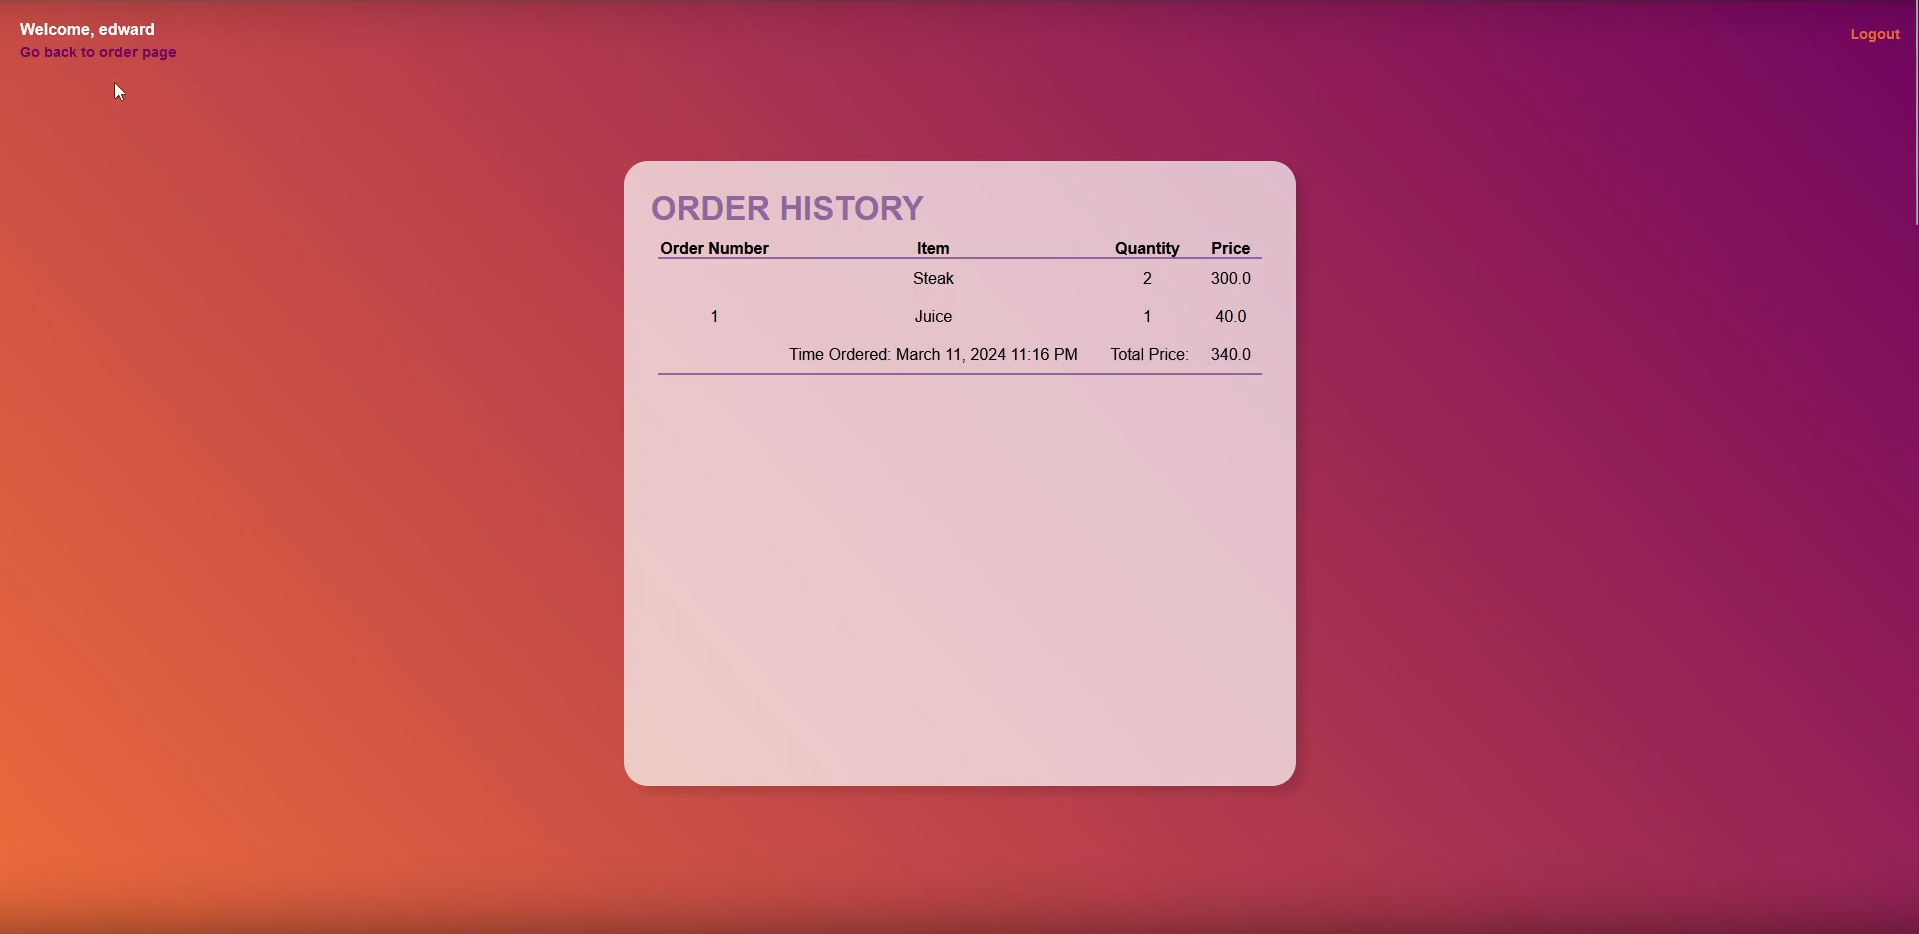 Welcome, edward
Go back to order page
Logout
ORDER HISTORY
Order Number Item Quantity Price
Steak 2 300.0
1 Juice 1 40.0
Time Ordered: March 11, 2024 11:16 PM Total Price: 340.0